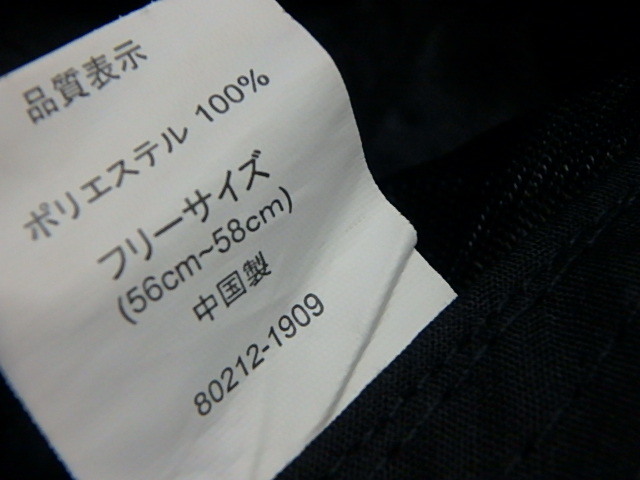 品質表示
ポリエステル 100%
フリーサイズ
(56cm~58cm)
中国製
80212-1909